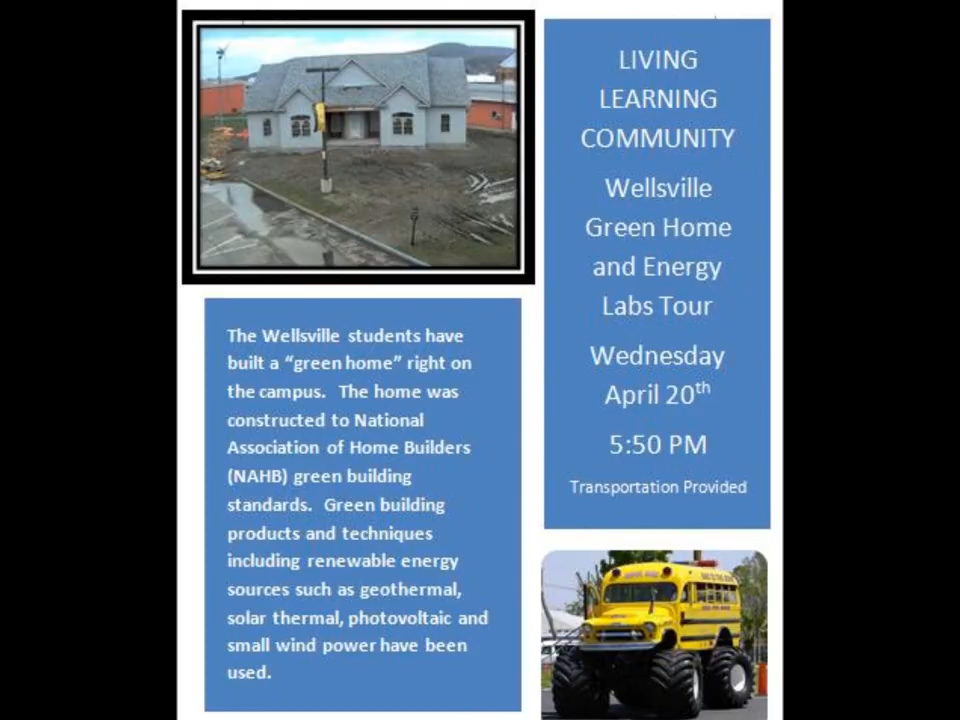 LIVING
LEARNING
COMMUNITY
Wellsville
Green Home
and Energy
Labs Tour
Wednesday
April 20th
5:50 PM
Transportation Provided
The Wellsville students have
built a “green home” right on
the campus. The home was
constructed to National
Association of Home Builders
(NAHB) green building
standards. Green building
products and techniques
including renewable energy
sources such as geothermal,
solar thermal, photovoltaic and
small wind power have been
used.